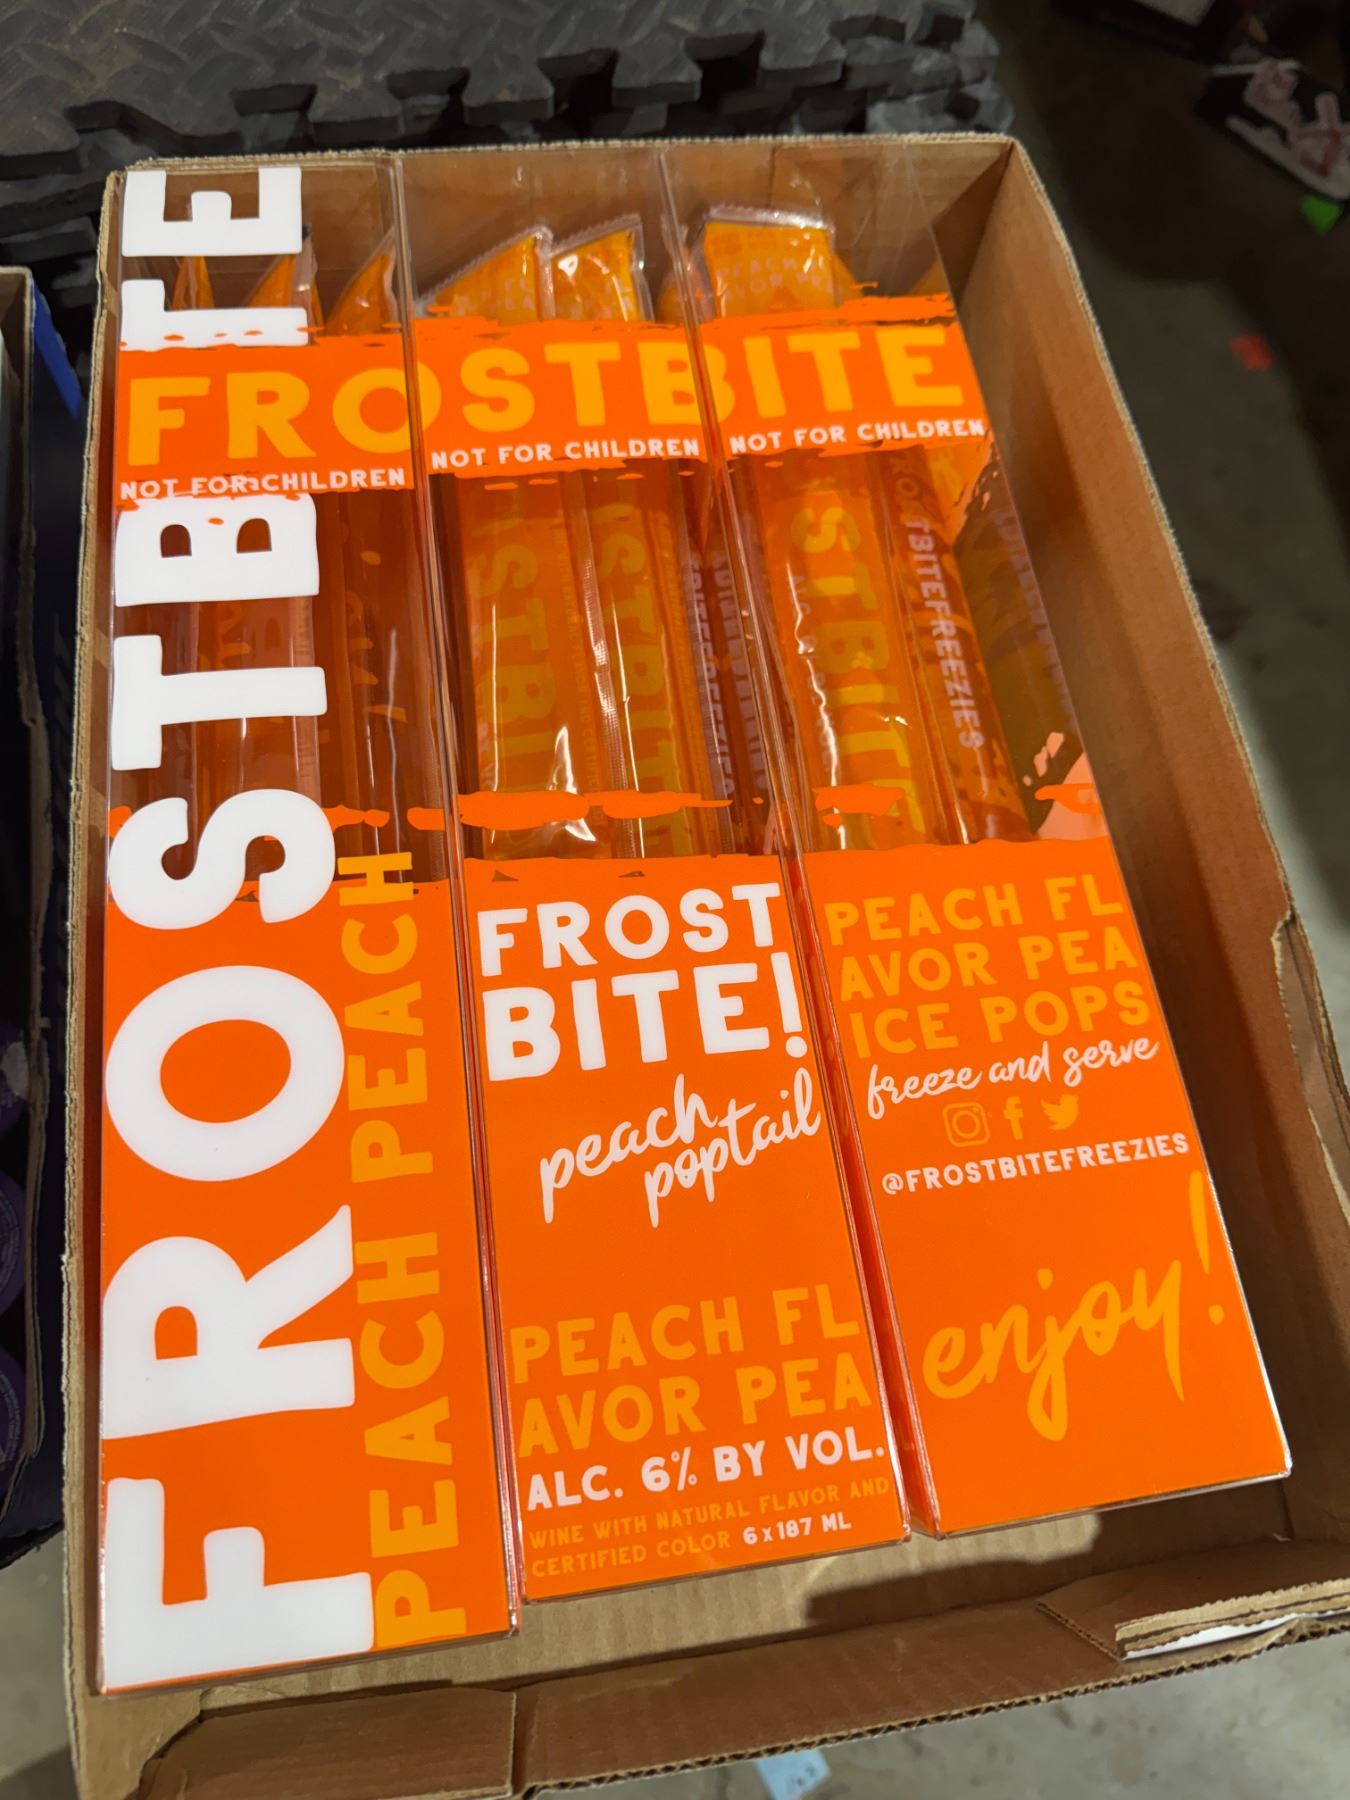 FROSTBITE
FROSTBITE
NOT FOR CHILDREN
NOT FOR CHILDREN
NOT FOR CHILDREN
PEACH PEACH PEACH
FROST
BITE!
peach
poptail
PEACH FL
AVOR PEA
ALC. 6% BY VOL.
WINE WITH NATURAL FLAVOR AND
CERTIFIED COLOR 6x187 ML
PEACH FL
AVOR PEA
ICE POPS
freeze and serve
@FROSTBITEFREEZIES
enjoy!